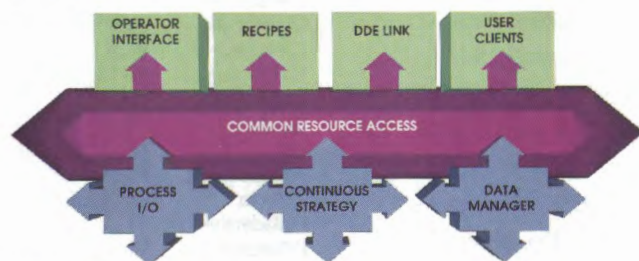 OPERATOR
INTERFACE
RECIPES
DDE LINK
USER
CLIENTS
COMMON RESOURCE ACCESS
PROCESS
I/O
CONTINUOUS
STRATEGY
DATA
MANAGER